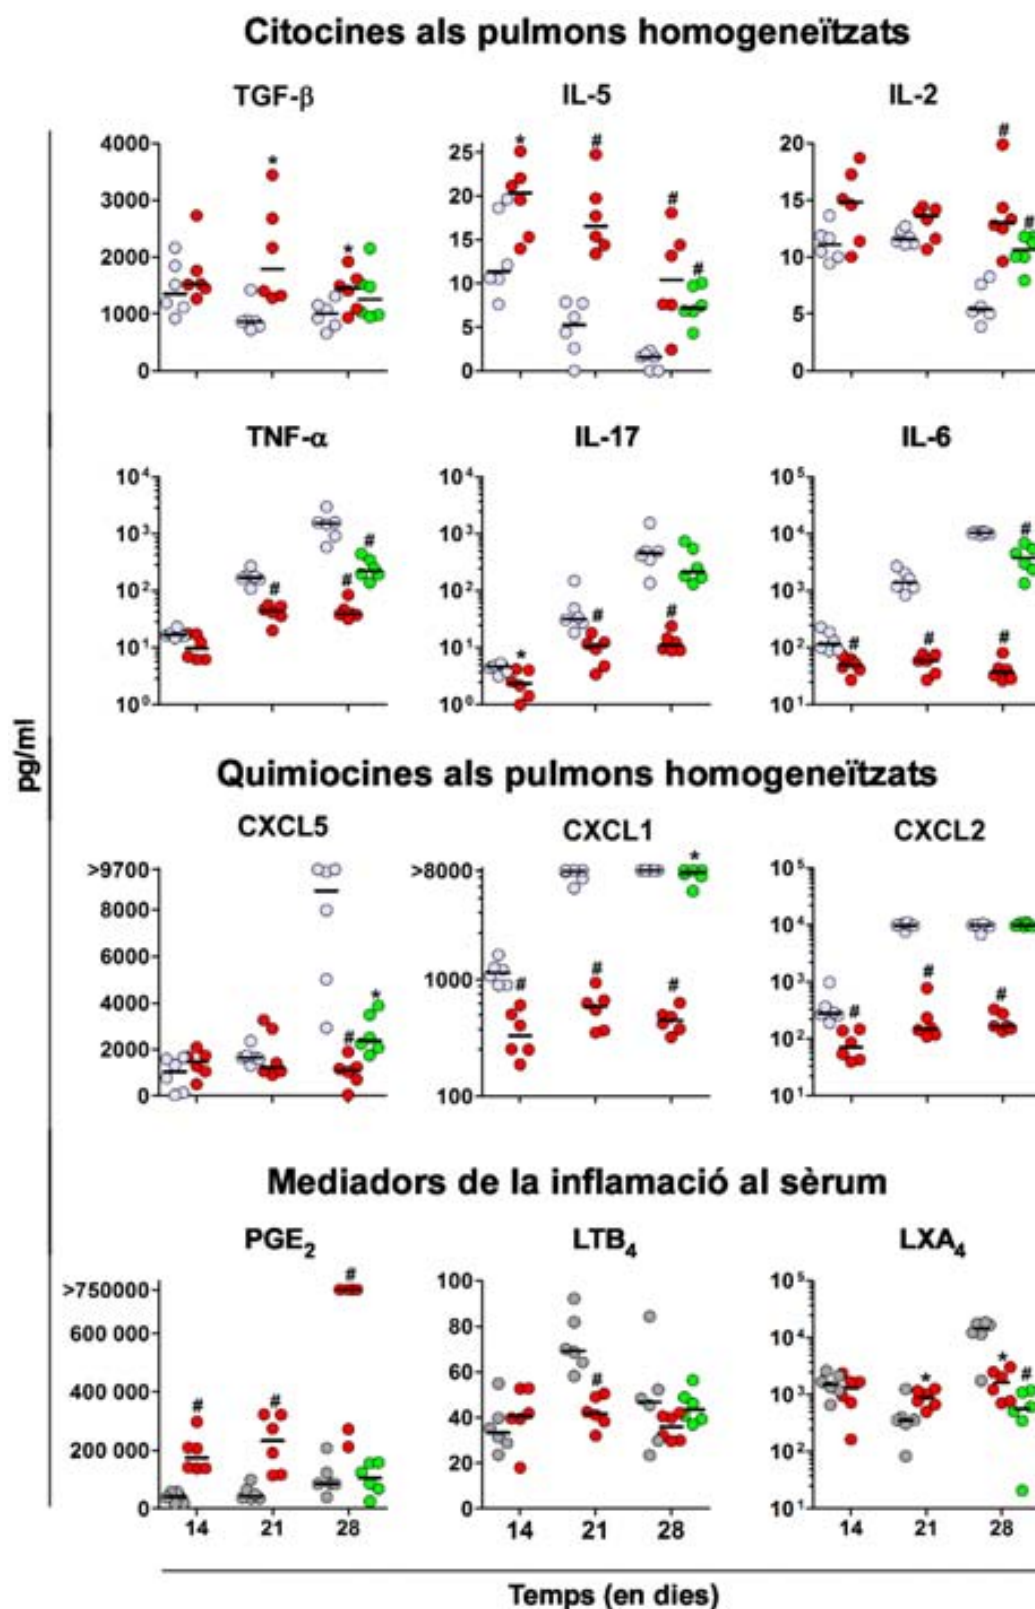 Citocines als pulmons homogeneïtzats
TGF-β IL-5 IL-2
4000 3000 2000 1000 0
* *
25 20 15 10 5 0
* # # #
20 15 10 5 0
# #
TNF-α IL-17 IL-6
10⁴ 10³ 10² 10¹ 10⁰
# # #
10⁴ 10³ 10² 10¹ 10⁰
* # #
10⁵ 10⁴ 10³ 10² 10¹
# # # #
pg/ml
Quimiocines als pulmons homogeneïtzats
CXCL5 CXCL1 CXCL2
>9700 8000 6000 4000 2000 0
# *
>8000 1000 100
# # # *
10⁵ 10⁴ 10³ 10² 10¹
# # #
Mediadors de la inflamació al sèrum
PGE₂ LTB₄ LXA₄
>750000 600 000 400 000 200 000 0
# # #
100 80 60 40 20 0
#
10⁵ 10⁴ 10³ 10² 10¹
* * #
14 21 28 14 21 28 14 21 28
Temps (en dies)